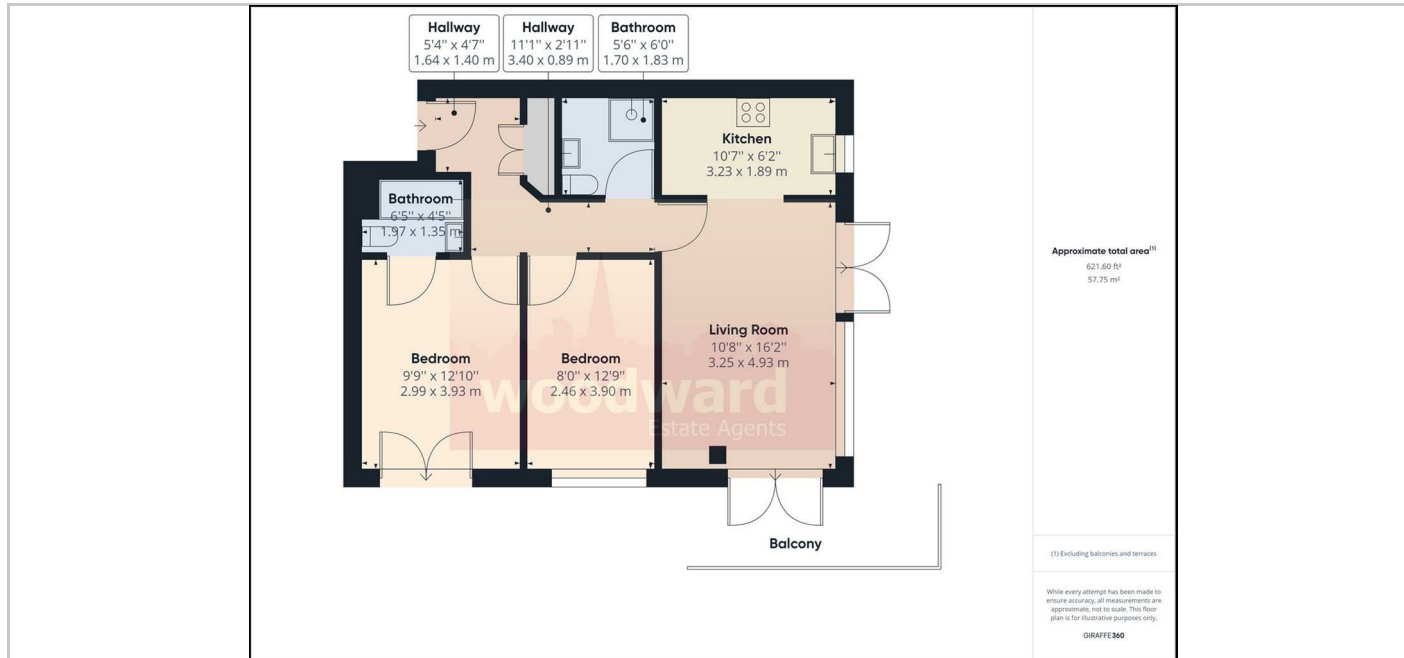 Hallway
5'4'' x 4'7''
1.64 x 1.40 m
Hallway
11'1'' x 2'11''
3.40 x 0.89 m
Bathroom
5'6'' x 6'0''
1.70 x 1.83 m
Kitchen
10'7'' x 6'2''
3.23 x 1.89 m
Bathroom
6'5'' x 4'5''
1.97 x 1.35 m
Living Room
10'8'' x 16'2''
3.25 x 4.93 m
Bedroom
9'9'' x 12'10''
2.99 x 3.93 m
Bedroom
8'0'' x 12'9''
2.46 x 3.90 m
woodward
Estate Agents
Balcony
Approximate total area(1)
621.60 ft²
57.75 m²
(1) Excluding balconies and terraces
While every attempt has been made to
ensure accuracy, all measurements are
approximate, not to scale. This floor
plan is for illustrative purposes only.
GIRAFFE360